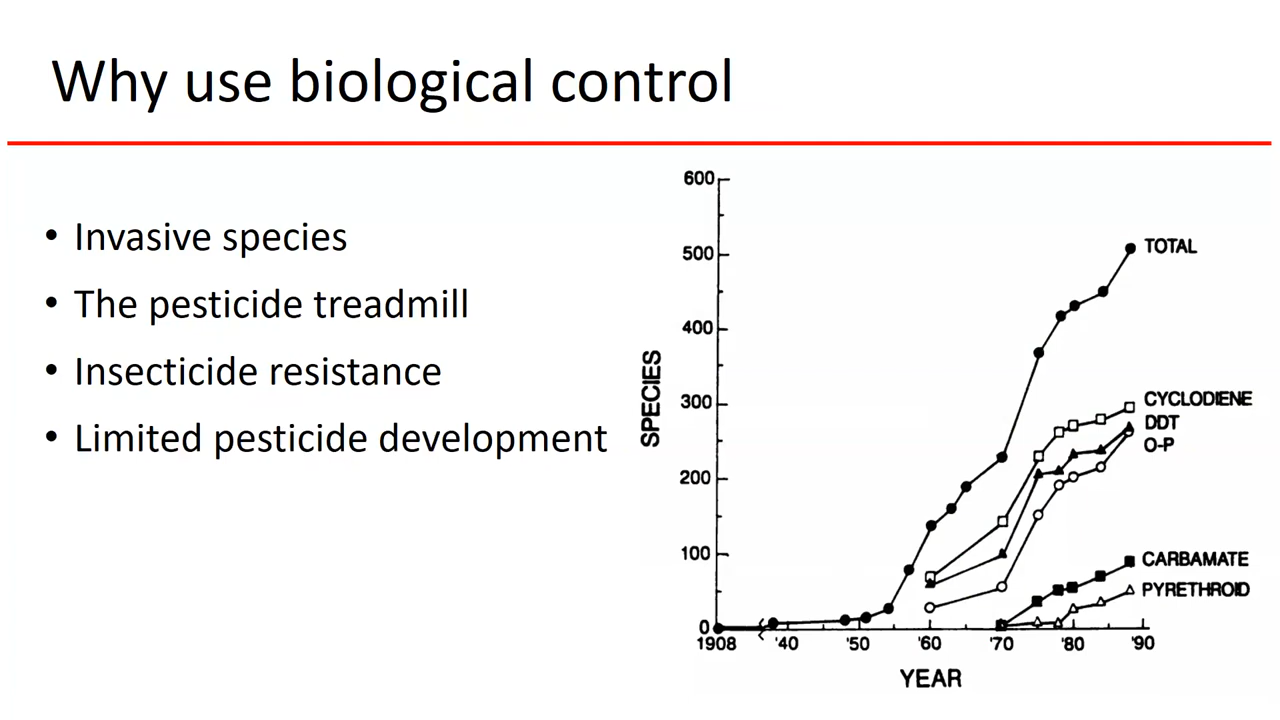 Why use biological control
• Invasive species
• The pesticide treadmill
• Insecticide resistance
• Limited pesticide development
600
500
400
300
200
100
0
SPECIES
TOTAL
CYCLODIENE
DDT
O-P
CARBAMATE
PYRETHROID
1908 '40 '50 '60 '70 '80 '90
YEAR